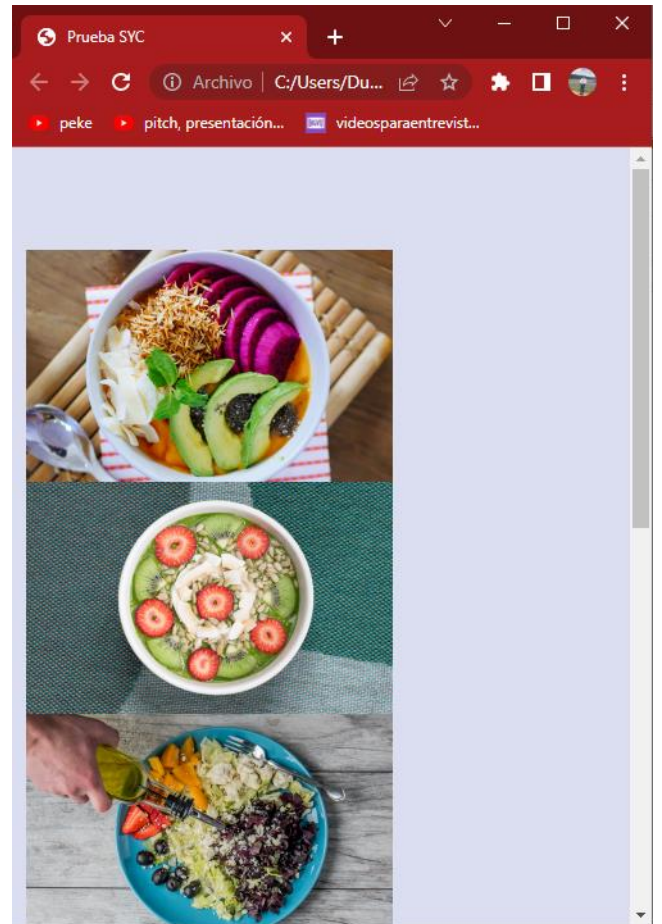 Prueba SYC
Archivo | C:/Users/Du...
peke
pitch, presentación...
videosparaentrevist...